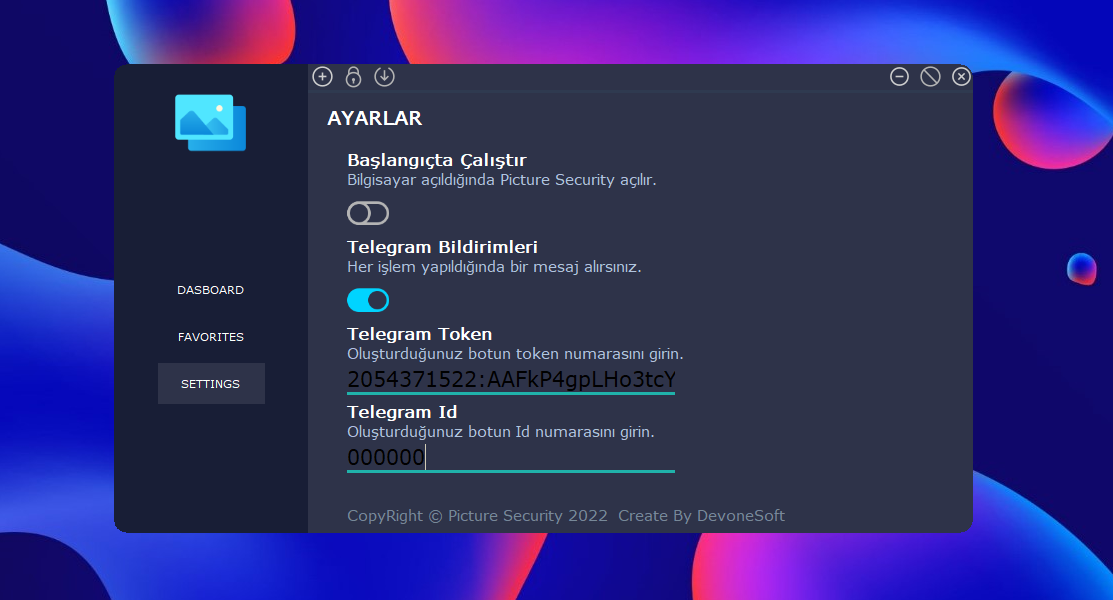 AYARLAR
Başlangıçta Çalıştır
Bilgisayar açıldığında Picture Security açılır.
Telegram Bildirimleri
Her işlem yapıldığında bir mesaj alırsınız.
DASBOARD
FAVORITES
SETTINGS
Telegram Token
Oluşturduğunuz botun token numarasını girin.
2054371522:AAFkP4gpLHo3tcY
Telegram Id
Oluşturduğunuz botun Id numarasını girin.
000000
CopyRight © Picture Security 2022 Create By DevoneSoft